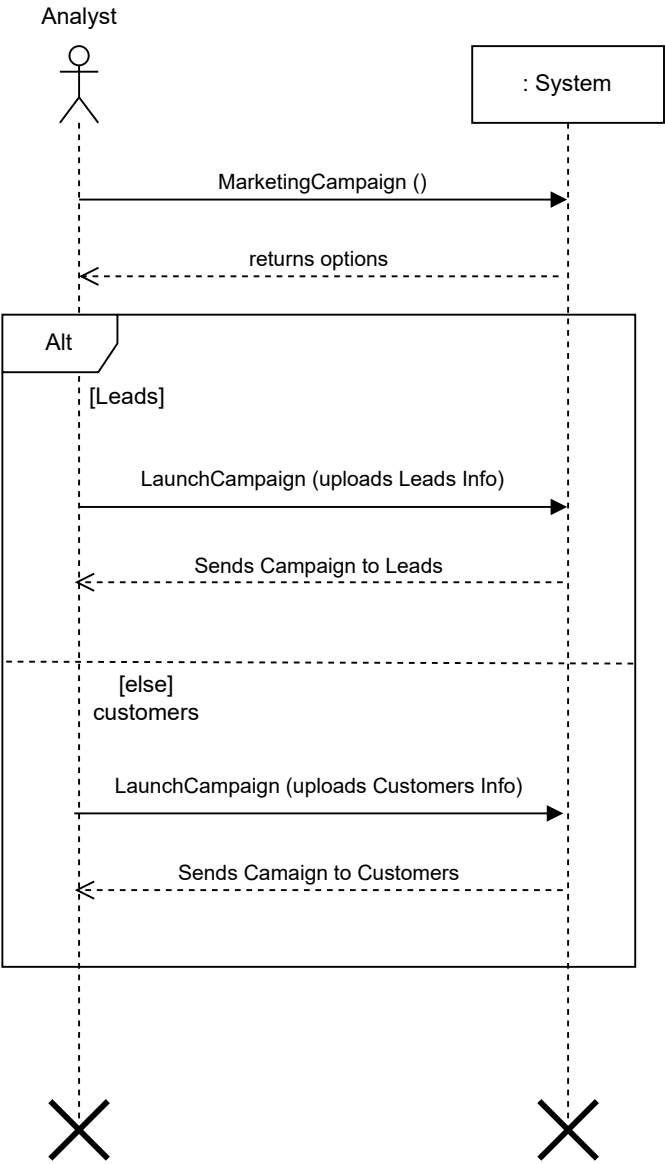 Analyst
: System
MarketingCampaign ()
returns options
Alt
[Leads]
LaunchCampaign (uploads Leads Info)
Sends Campaign to Leads
[else]
customers
LaunchCampaign (uploads Customers Info)
Sends Camaign to Customers